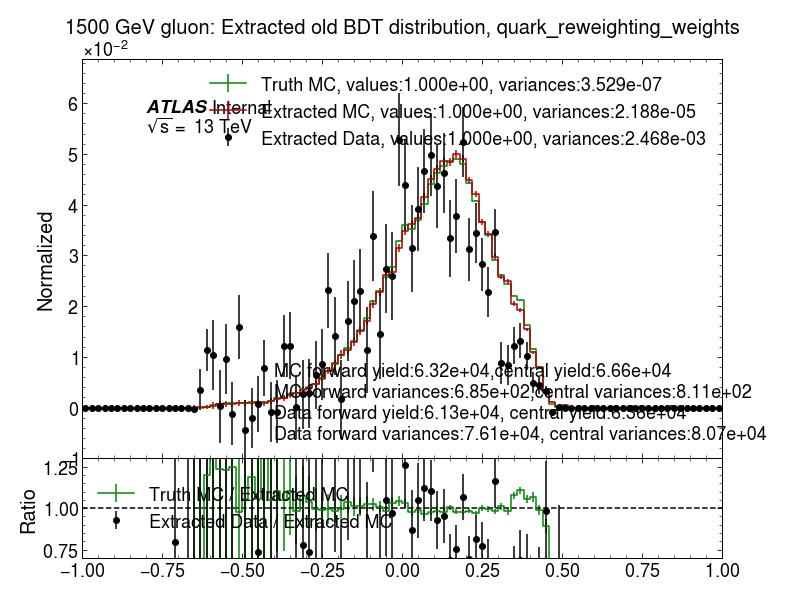 1500 GeV gluon: Extracted old BDT distribution, quark_reweighting_weights
×10⁻²
Truth MC, values:1.000e+00, variances:3.529e-07
ATLAS Internal
Extracted MC, values:1.000e+00, variances:2.188e-05
√s = 13 TeV
Extracted Data, values:1.000e+00, variances:2.468e-03
Normalized
6
5
4
3
2
1
0
1
MC forward yield:6.32e+04,central yield:6.66e+04
MC forward variances:6.85e+02,central variances:8.11e+02
Data forward yield:6.13e+04, central yield:6.36e+04
Data forward variances:7.61e+04, central variances:8.07e+04
Ratio
1.25
1.00
0.75
Truth MC / Extracted MC
Extracted Data / Extracted MC
−1.00 −0.75 −0.50 −0.25 0.00 0.25 0.50 0.75 1.00